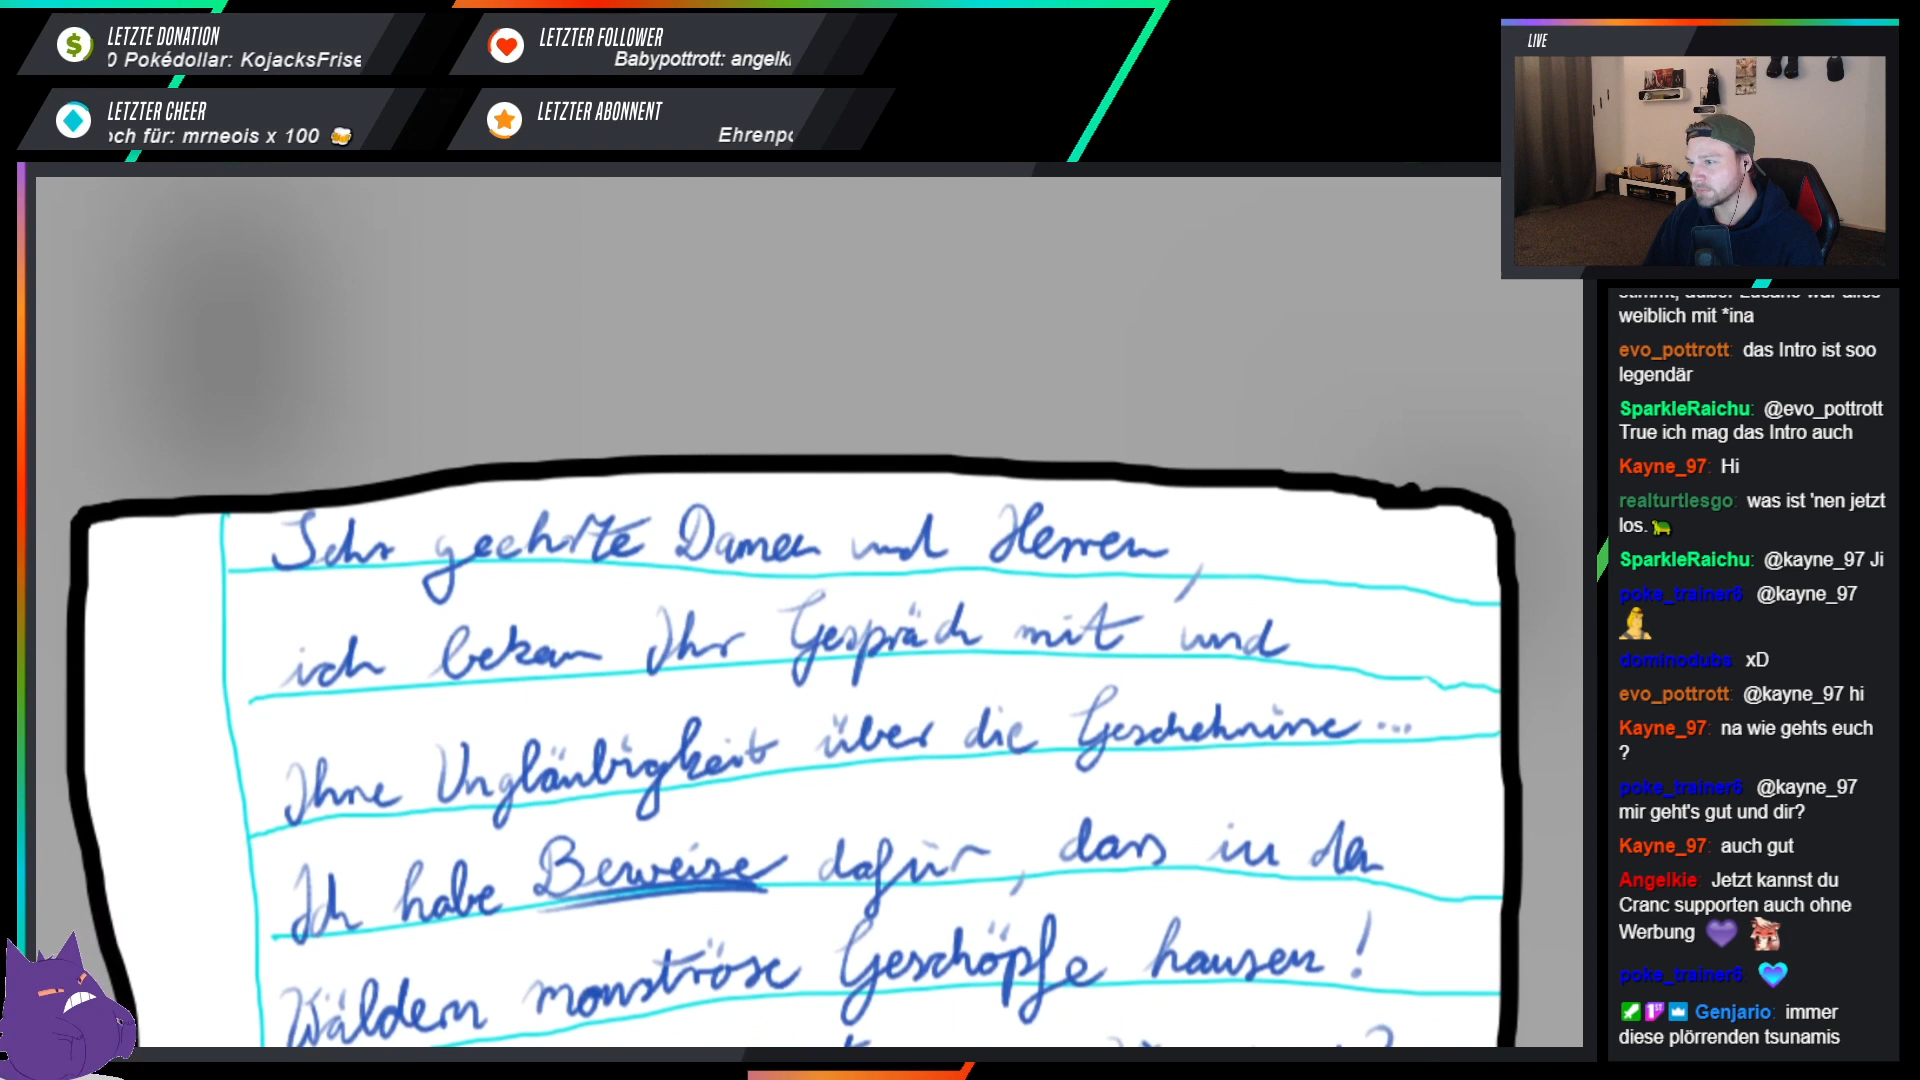 LETZTE DONATION
0 Pokédollar: KojacksFrise
LETZTER FOLLOWER
Babypottrott: angelki
LETZTER CHEER
och für: mrneois x 100
LETZTER ABONNENT
Ehrenpo
LIVE
Sehr geehrte Damen und Herren,
ich bekam Ihr Gespräch mit und
Ihre Ungläubigkeit über die Geschehnisse...
Ich habe Beweise dafür, dass in den
Wäldern monströse Geschöpfe hausen!
weiblich mit *ina
evo_pottrott: das Intro ist soo
legendär
SparkleRaichu: @evo_pottrott
True ich mag das Intro auch
Kayne_97: Hi
realturtlesgo: was ist 'nen jetzt
los.
SparkleRaichu: @kayne_97 Ji
poke_trainer6: @kayne_97
dominodubs: xD
evo_pottrott: @kayne_97 hi
Kayne_97: na wie gehts euch
?
poke_trainer6: @kayne_97
mir geht's gut und dir?
Kayne_97: auch gut
Angelkie: Jetzt kannst du
Cranc supporten auch ohne
Werbung
poke_trainer6:
Genjario: immer
diese plörrenden tsunamis